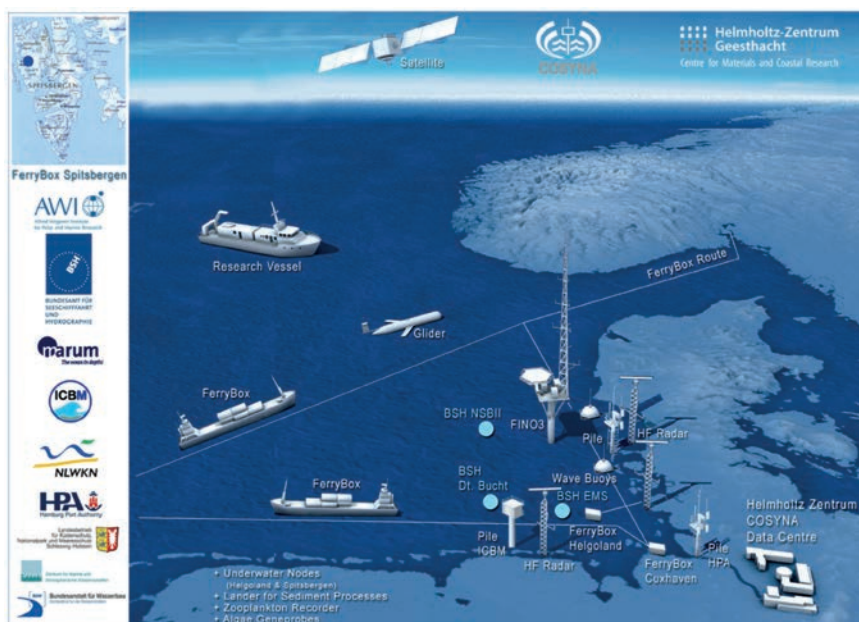 SPITSBERGEN
FerryBox Spitsbergen
AWI
BSH
BUNDESAMT FÜR
SEESCHIFFFAHRT
UND
HYDROGRAPHIE
marum
ICBM
NLWKN
HPA
Hamburg Port Authority
Bundesanstalt für Wasserbau
Satellite
COSYNA
Helmholtz-Zentrum
Geesthacht
Centre for Materials and Coastal Research
Research Vessel
FerryBox Route
Glider
FerryBox
BSH NSBII
FINO3
Pile
HF Radar
Wave Buoys
FerryBox
BSH
Dt. Bucht
BSH EMS
Pile
ICBM
HF Radar
FerryBox
Helgoland
FerryBox
Cuxhaven
Pile
HPA
Helmholtz Zentrum
COSYNA
Data Centre
+ Underwater Nodes
(Helgoland & Spitsbergen)
+ Lander for Sediment Processes
+ Zooplankton Recorder
+ Algae Geneprobes